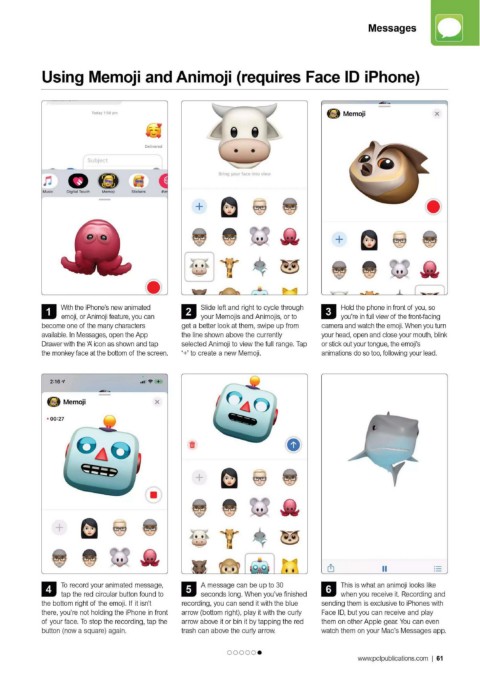 Messages
Using Memoji and Animoji (requires Face ID iPhone)
Today 1:58 pm
Delivered
Subject
Music
Digital Touch
Memoji
Stickers
Bring your face into view
Memoji
1 With the iPhone's new animated
emoji, or Animoji feature, you can
become one of the many characters
available. In Messages, open the App
Drawer with the 'A' icon as shown and tap
the monkey face at the bottom of the screen.
2 Slide left and right to cycle through
your Memojis and Animojis, or to
get a better look at them, swipe up from
the line shown above the currently
selected Animoji to view the full range. Tap
'+' to create a new Memoji.
3 Hold the phone in front of you, so
you're in full view of the front-facing
camera and watch the emoji. When you turn
your head, open and close your mouth, blink
or stick out your tongue, the emoji's
animations do so too, following your lead.
2:16
Memoji
00:27
4 To record your animated message,
tap the red circular button found to
the bottom right of the emoji. If it isn't
there, you're not holding the iPhone in front
of your face. To stop the recording, tap the
button (now a square) again.
5 A message can be up to 30
seconds long. When you've finished
recording, you can send it with the blue
arrow (bottom right), play it with the curly
arrow above it or bin it by tapping the red
trash can above the curly arrow.
6 This is what an animoji looks like
when you receive it. Recording and
sending them is exclusive to iPhones with
Face ID, but you can receive and play
them on other Apple gear. You can even
watch them on your Mac's Messages app.
www.pclpublications.com | 61